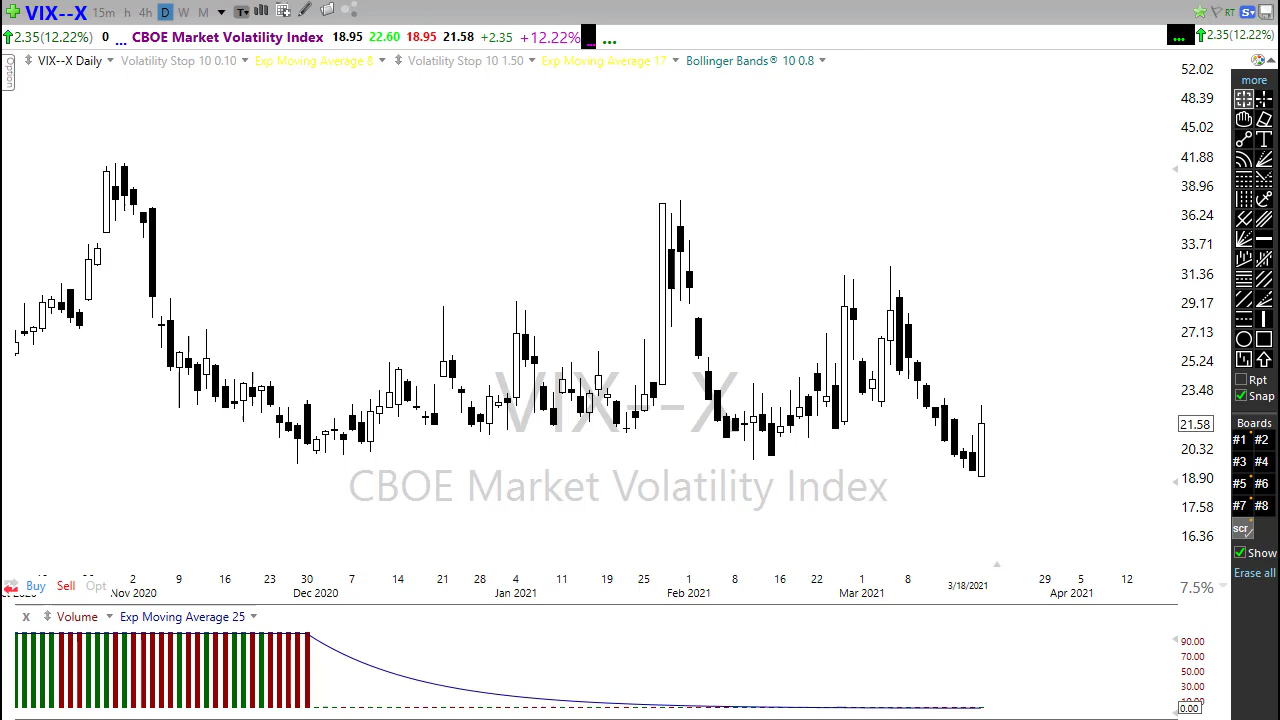 VIX--X 15m h 4h D W M T RT S
2.35(12.22%) 0 ... CBOE Market Volatility Index 18.95 22.60 18.95 21.58 +2.35 +12.22% ... ... ... 2.35(12.22%)
Option
VIX--X Daily Volatility Stop 10 0.10 Exp Moving Average 8 Volatility Stop 10 1.50 Exp Moving Average 17 Bollinger Bands® 10 0.8
52.02
48.39
45.02
41.88
38.96
36.24
33.71
31.36
29.17
27.13
25.24
23.48
21.58
20.32
18.90
17.58
16.36
7.5%
VIX--X
CBOE Market Volatility Index
more
T
Rpt
Snap
Boards
#1 #2
#3 #4
#5 #6
#7 #8
scr
Show
Erase all
Buy Sell Opt
2 9 16 23 30 7 14 21 28 4 11 19 25 1 8 16 22 1 8 3/18/2021 29 5 12
Nov 2020 Dec 2020 Jan 2021 Feb 2021 Mar 2021 Apr 2021
x Volume Exp Moving Average 25
90.00
70.00
50.00
30.00
0.00